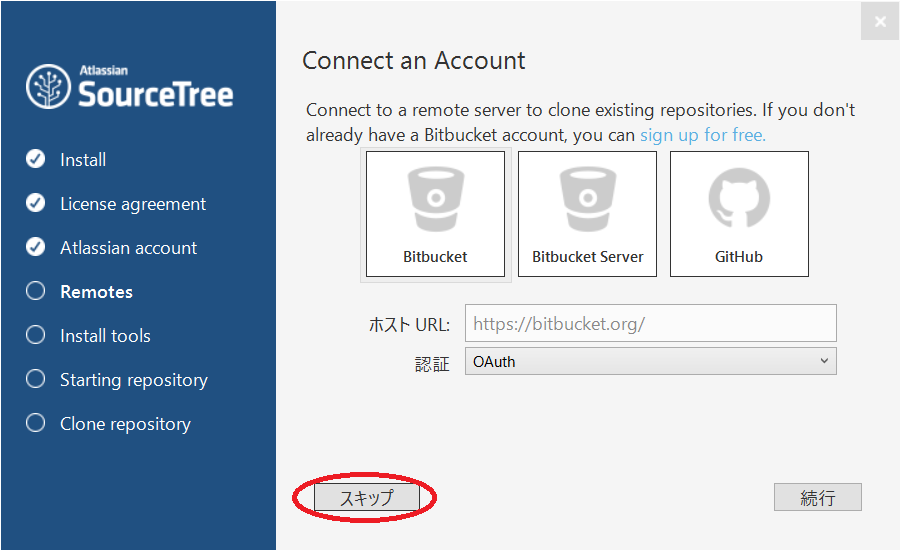 Atlassian
SourceTree
Install
License agreement
Atlassian account
Remotes
Install tools
Starting repository
Clone repository
Connect an Account
Connect to a remote server to clone existing repositories. If you don't
already have a Bitbucket account, you can sign up for free.
Bitbucket
Bitbucket Server
GitHub
ホスト URL:
https://bitbucket.org/
認証
OAuth
スキップ
続行